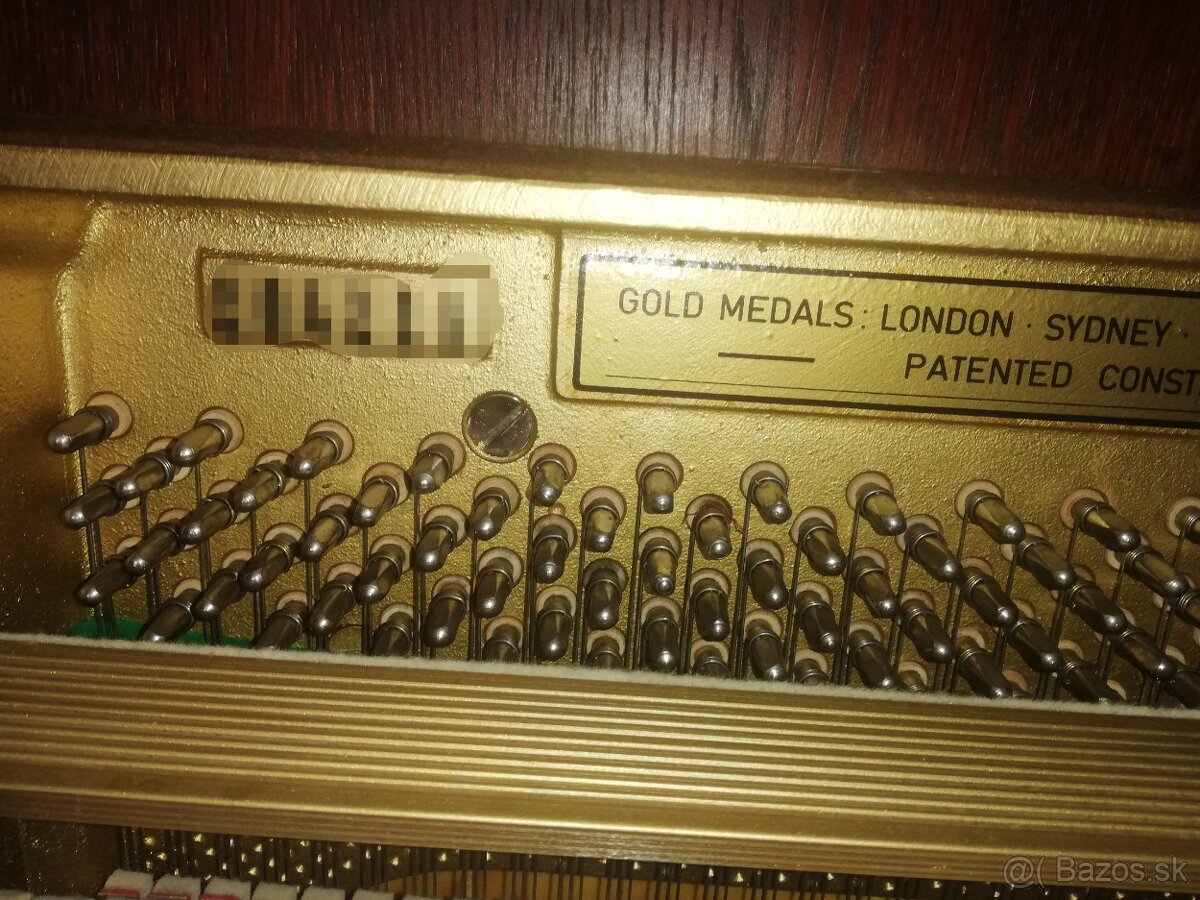 GOLD MEDALS: LONDON · SYDNEY ·
PATENTED CONST
@( Bazos.sk